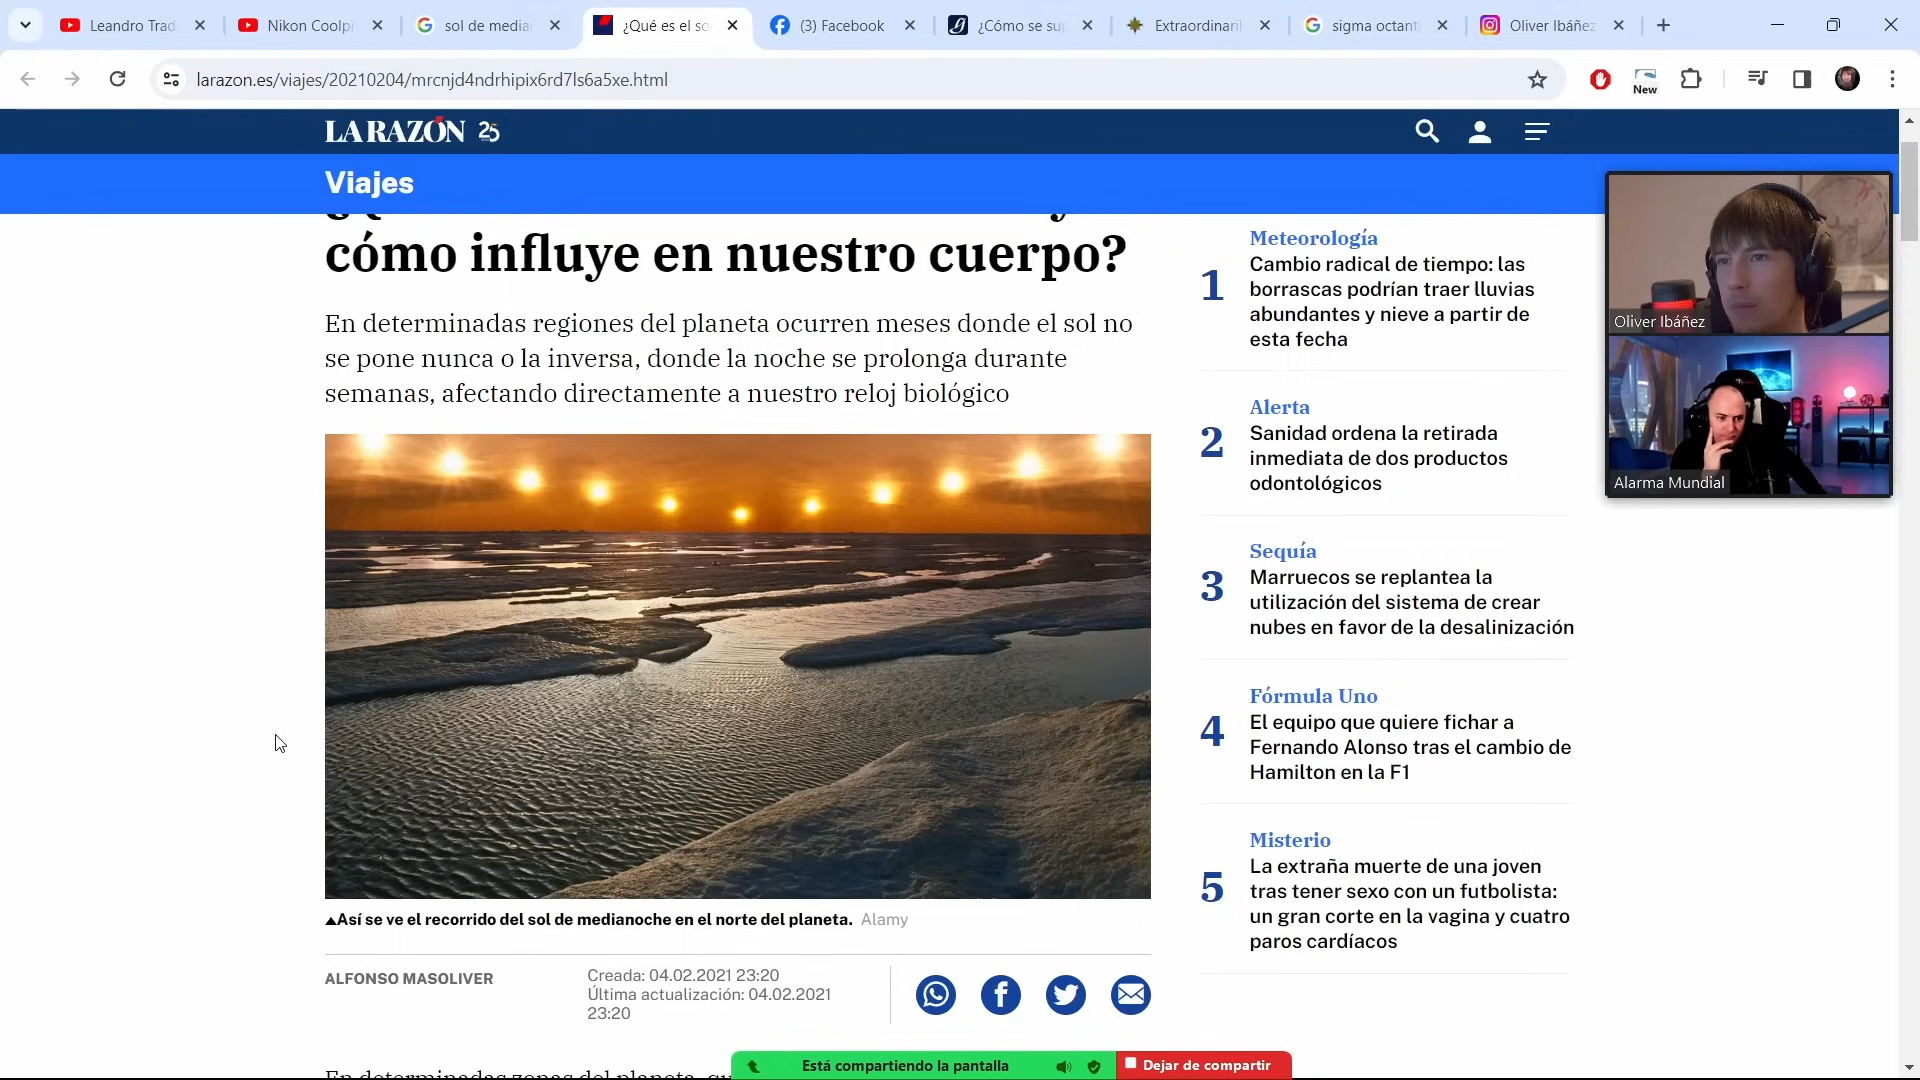 Leandro Trad
Nikon Coolpi
sol de media
¿Qué es el so
(3) Facebook
¿Cómo se su
Extraordinari
sigma octant
Oliver Ibáñez
larazon.es/viajes/20210204/mrcnjd4ndrhipix6rd7ls6a5xe.html
New
LA RAZÓN 25
Viajes
cómo influye en nuestro cuerpo?
En determinadas regiones del planeta ocurren meses donde el sol no
se pone nunca o la inversa, donde la noche se prolonga durante
semanas, afectando directamente a nuestro reloj biológico
▲Así se ve el recorrido del sol de medianoche en el norte del planeta. Alamy
ALFONSO MASOLIVER
Creada: 04.02.2021 23:20
Última actualización: 04.02.2021
23:20
En determinadas zonas del planeta, qu
Meteorología
1
Cambio radical de tiempo: las
borrascas podrían traer lluvias
abundantes y nieve a partir de
esta fecha
Alerta
2
Sanidad ordena la retirada
inmediata de dos productos
odontológicos
Sequía
3
Marruecos se replantea la
utilización del sistema de crear
nubes en favor de la desalinización
Fórmula Uno
4
El equipo que quiere fichar a
Fernando Alonso tras el cambio de
Hamilton en la F1
Misterio
5
La extraña muerte de una joven
tras tener sexo con un futbolista:
un gran corte en la vagina y cuatro
paros cardíacos
Oliver Ibáñez
Alarma Mundial
Está compartiendo la pantalla
Dejar de compartir